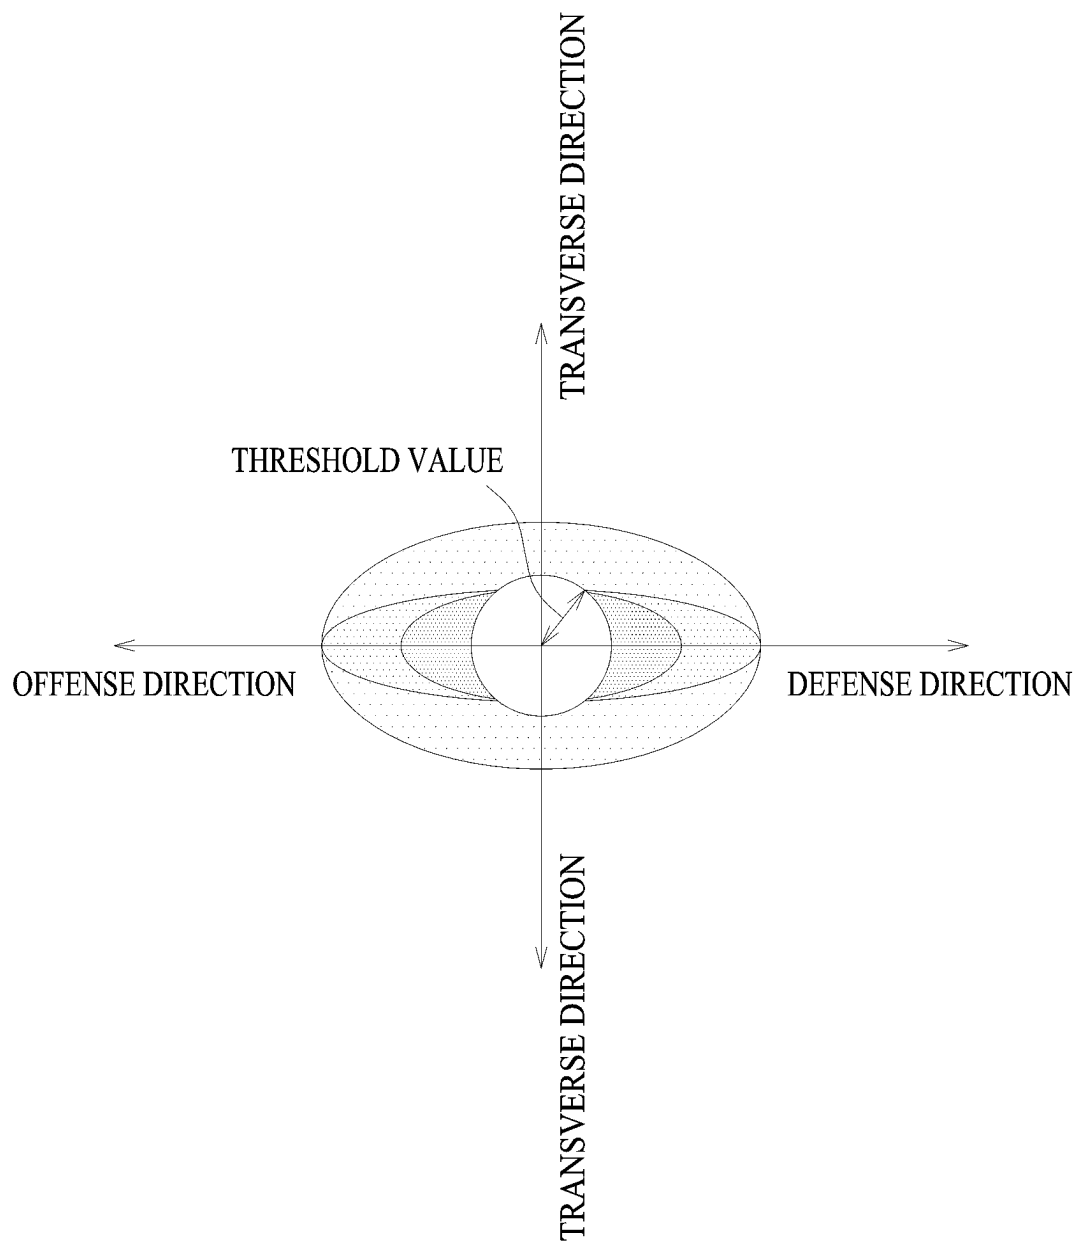 TRANSVERSE DIRECTION
THRESHOLD VALUE
OFFENSE DIRECTION
DEFENSE DIRECTION
TRANSVERSE DIRECTION